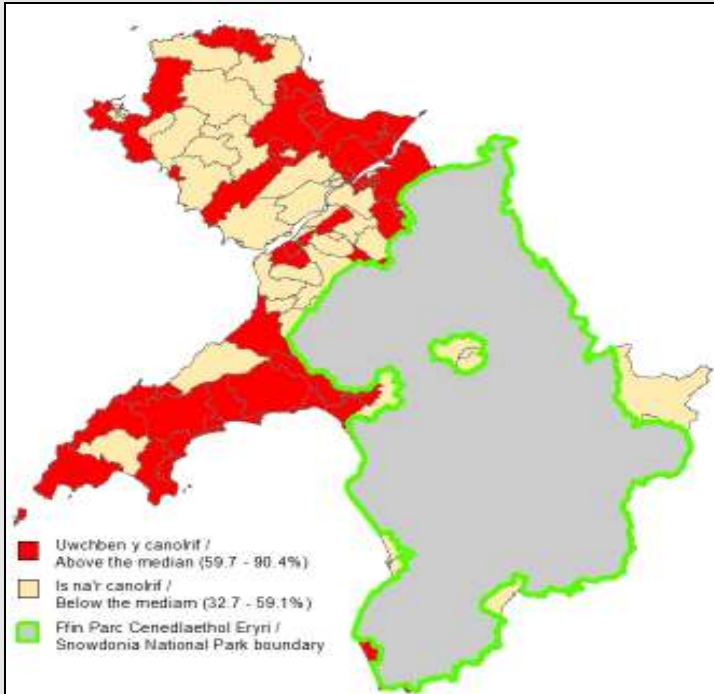 Uwchben y canolrif /
Above the median (59.7 - 90.4%)
Is na'r canolrif /
Below the mediam (32.7 - 59.1%)
Ffin Parc Cenedlaethol Eryri /
Snowdonia National Park boundary